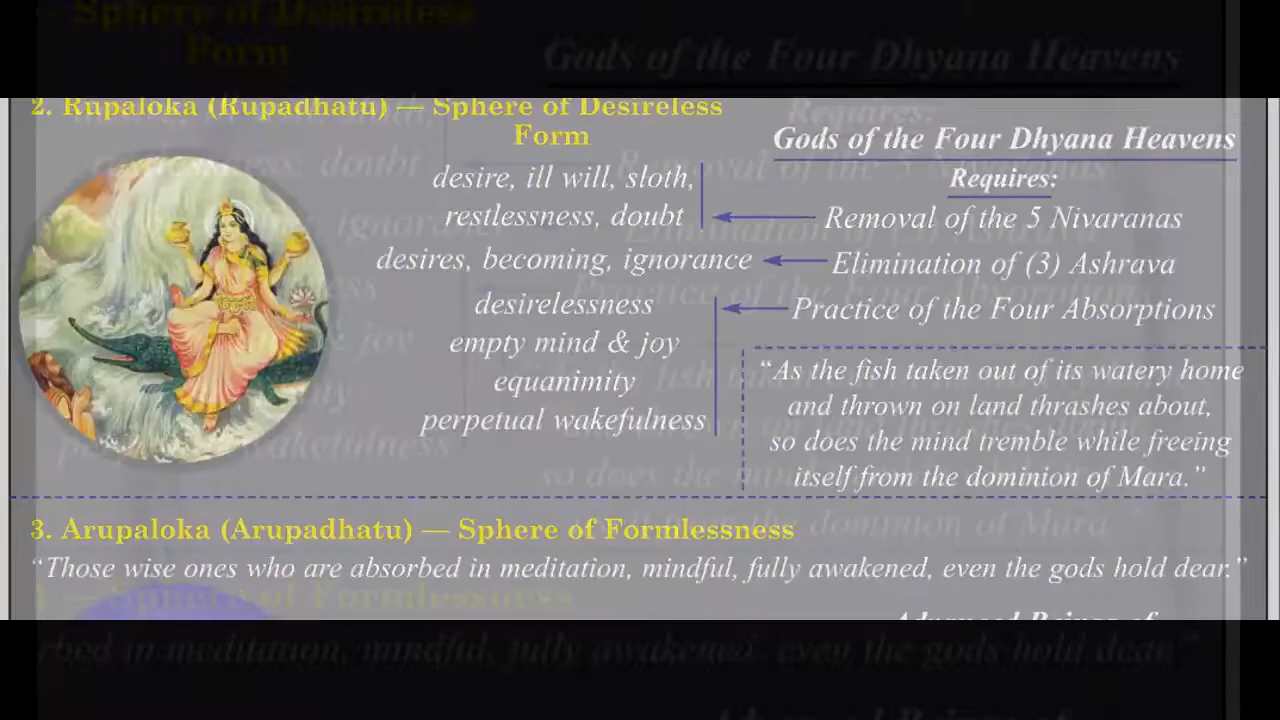 2. Rupaloka (Rupadhatu) — Sphere of Desireless
Form
Gods of the Four Dhyana Heavens
Requires:
desire, ill will, sloth,
restlessness, doubt
Removal of the 5 Nivaranas
desires, becoming, ignorance
Elimination of (3) Ashrava
desirelessness
Practice of the Four Absorptions
empty mind & joy
equanimity
perpetual wakefulness
“As the fish taken out of its watery home
and thrown on land thrashes about,
so does the mind tremble while freeing
itself from the dominion of Mara.”
3. Arupaloka (Arupadhatu) — Sphere of Formlessness
“Those wise ones who are absorbed in meditation, mindful, fully awakened, even the gods hold dear.”